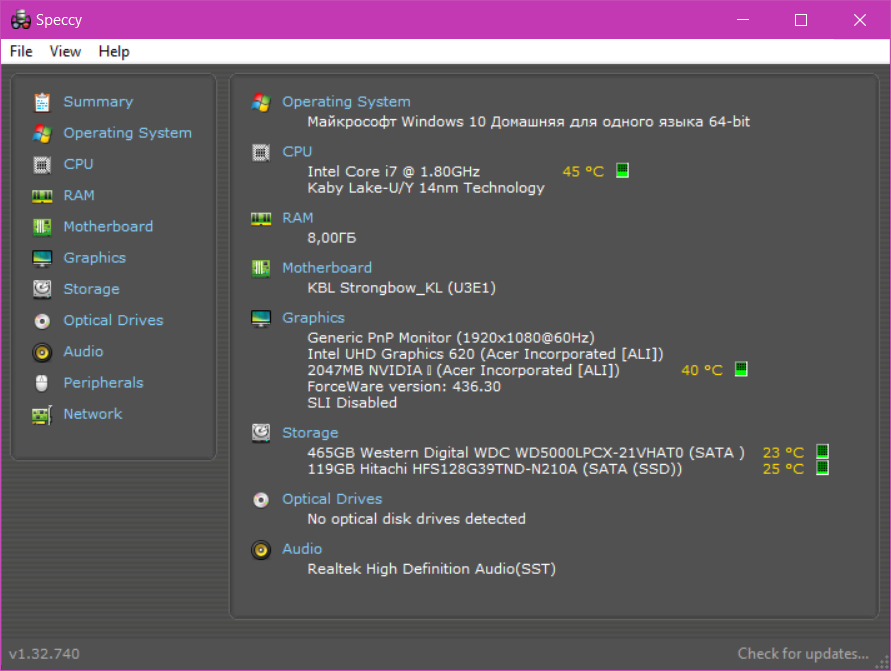 Speccy
File View Help
Summary
Operating System
CPU
RAM
Motherboard
Graphics
Storage
Optical Drives
Audio
Peripherals
Network
Operating System
Майкрософт Windows 10 Домашняя для одного языка 64-bit
CPU
Intel Core i7 @ 1.80GHz 45 °C
Kaby Lake-U/Y 14nm Technology
RAM
8,00ГБ
Motherboard
KBL Strongbow_KL (U3E1)
Graphics
Generic PnP Monitor (1920x1080@60Hz)
Intel UHD Graphics 620 (Acer Incorporated [ALI])
2047MB NVIDIA ▯ (Acer Incorporated [ALI]) 40 °C
ForceWare version: 436.30
SLI Disabled
Storage
465GB Western Digital WDC WD5000LPCX-21VHAT0 (SATA ) 23 °C
119GB Hitachi HFS128G39TND-N210A (SATA (SSD)) 25 °C
Optical Drives
No optical disk drives detected
Audio
Realtek High Definition Audio(SST)
v1.32.740 Check for updates...